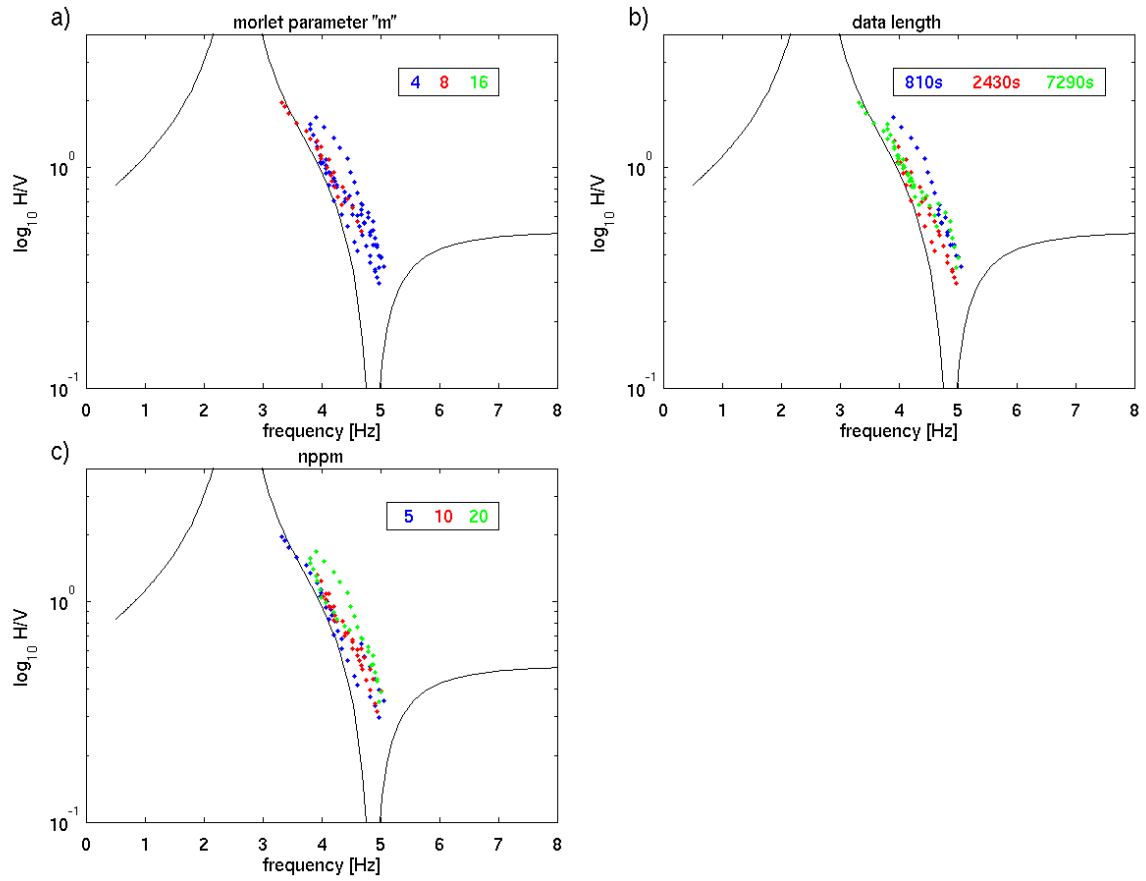 a)
morlet parameter "m"
4 8 16
10^0
10^-1
log10 H/V
0 1 2 3 4 5 6 7 8
frequency [Hz]
b)
data length
810s 2430s 7290s
10^0
10^-1
log10 H/V
0 1 2 3 4 5 6 7 8
frequency [Hz]
c)
nppm
5 10 20
10^0
10^-1
log10 H/V
0 1 2 3 4 5 6 7 8
frequency [Hz]